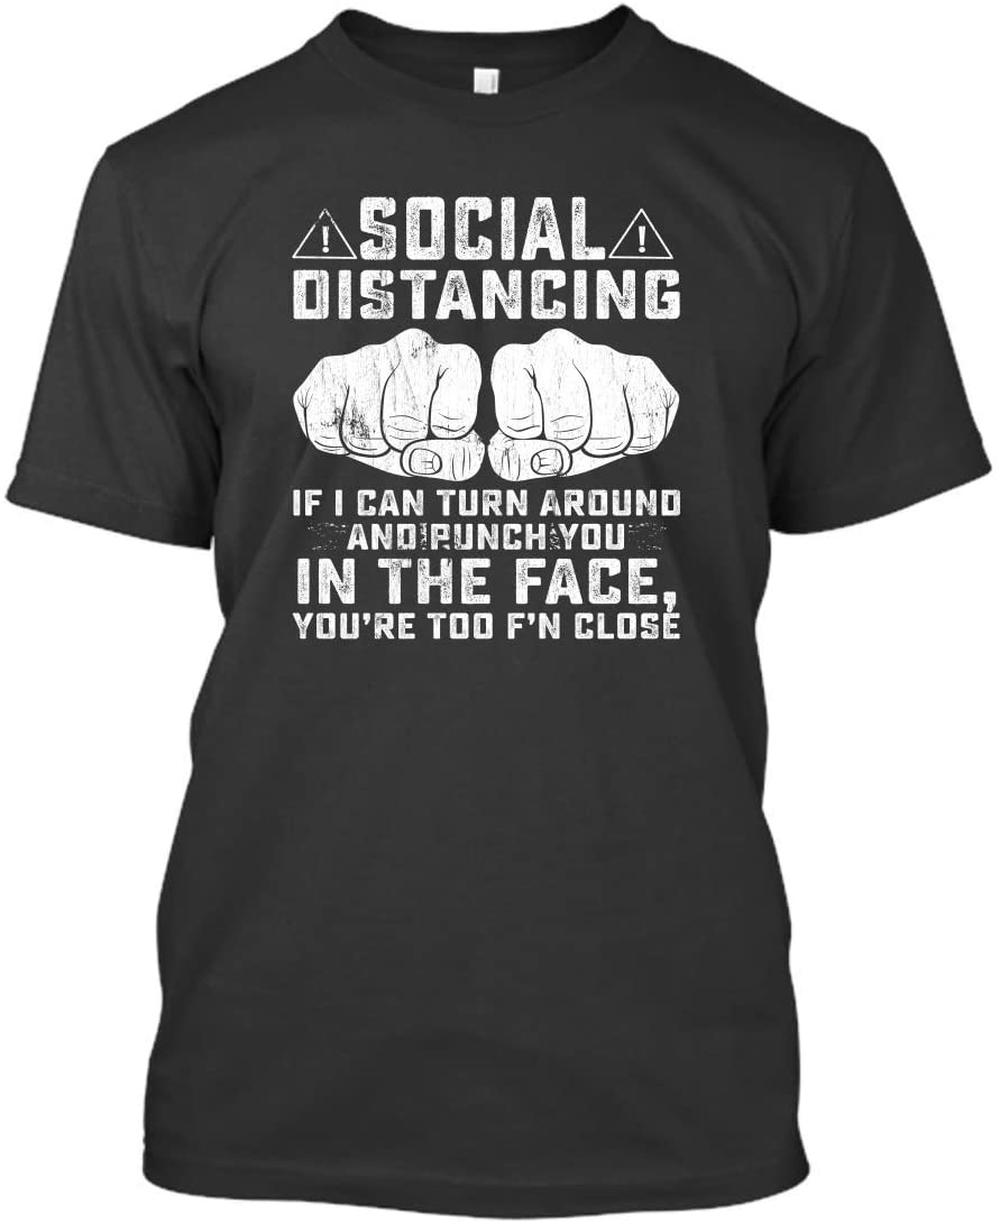 SOCIAL
DISTANCING
IF I CAN TURN AROUND
AND PUNCH YOU
IN THE FACE,
YOU'RE TOO F'N CLOSE